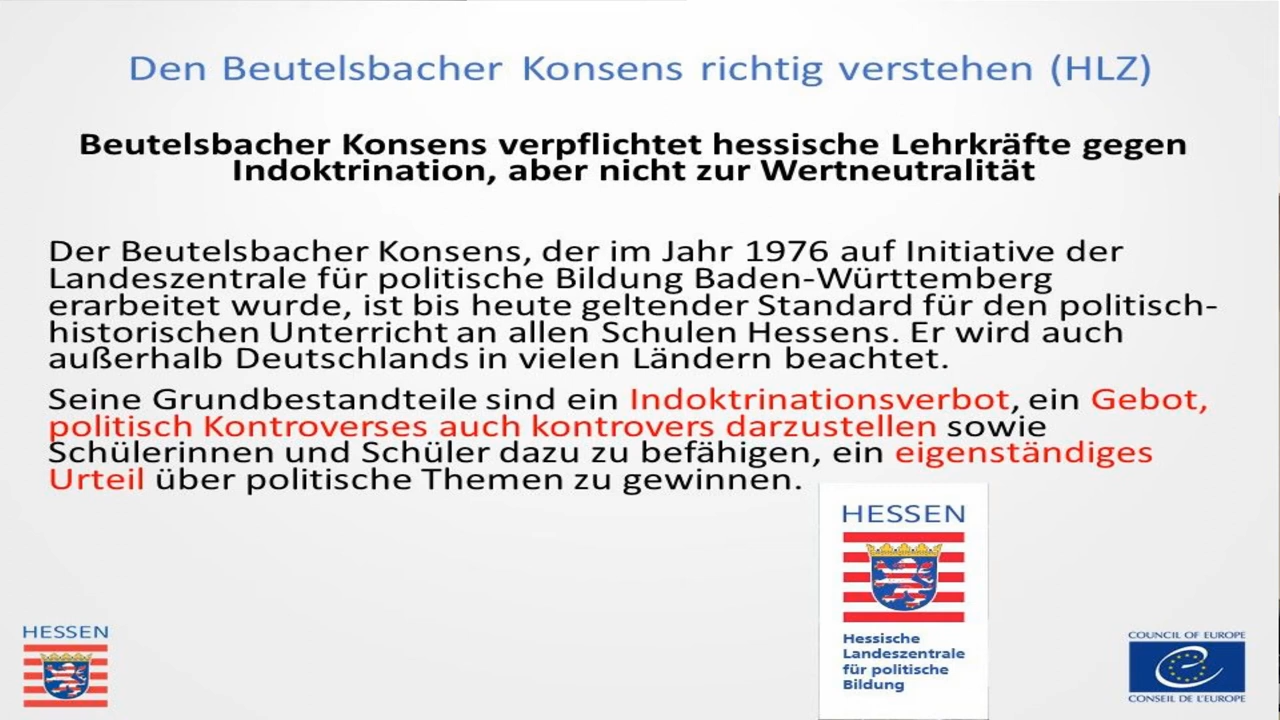 Den Beutelsbacher Konsens richtig verstehen (HLZ)
Beutelsbacher Konsens verpflichtet hessische Lehrkräfte gegen
Indoktrination, aber nicht zur Wertneutralität
Der Beutelsbacher Konsens, der im Jahr 1976 auf Initiative der
Landeszentrale für politische Bildung Baden-Württemberg
erarbeitet wurde, ist bis heute geltender Standard für den politisch-
historischen Unterricht an allen Schulen Hessens. Er wird auch
außerhalb Deutschlands in vielen Ländern beachtet.
Seine Grundbestandteile sind ein Indoktrinationsverbot, ein Gebot,
politisch Kontroverses auch kontrovers darzustellen sowie
Schülerinnen und Schüler dazu zu befähigen, ein eigenständiges
Urteil über politische Themen zu gewinnen.
HESSEN
Hessische
Landeszentrale
für politische
Bildung
HESSEN
COUNCIL OF EUROPE
CONSEIL DE L'EUROPE